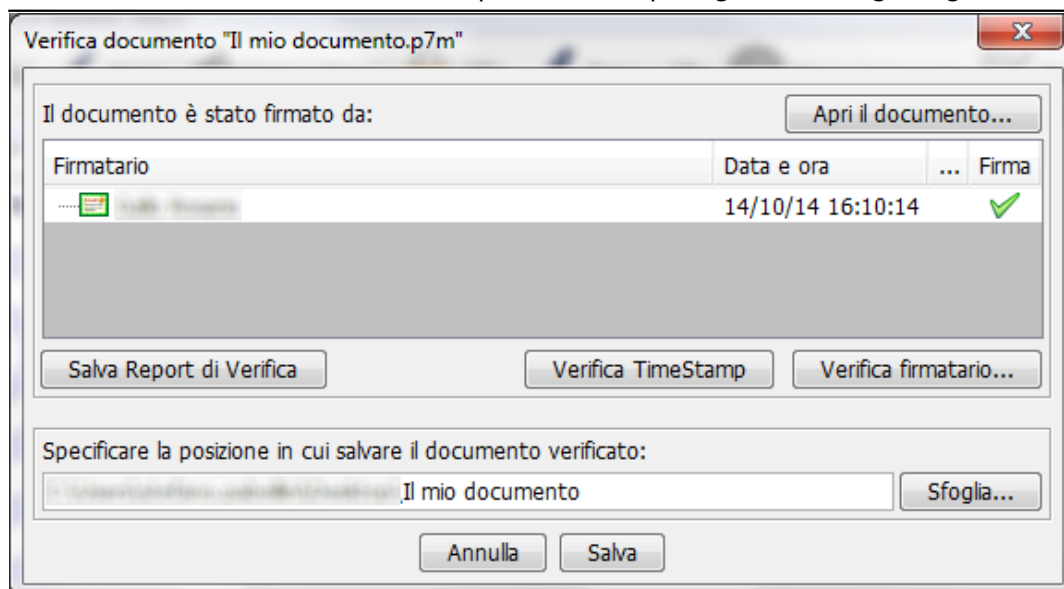 Verifica documento "Il mio documento.p7m"
Il documento è stato firmato da:
Apri il documento...
Firmatario Data e ora ... Firma
14/10/14 16:10:14
Salva Report di Verifica Verifica TimeStamp Verifica firmatario...
Specificare la posizione in cui salvare il documento verificato:
Il mio documento Sfoglia...
Annulla Salva